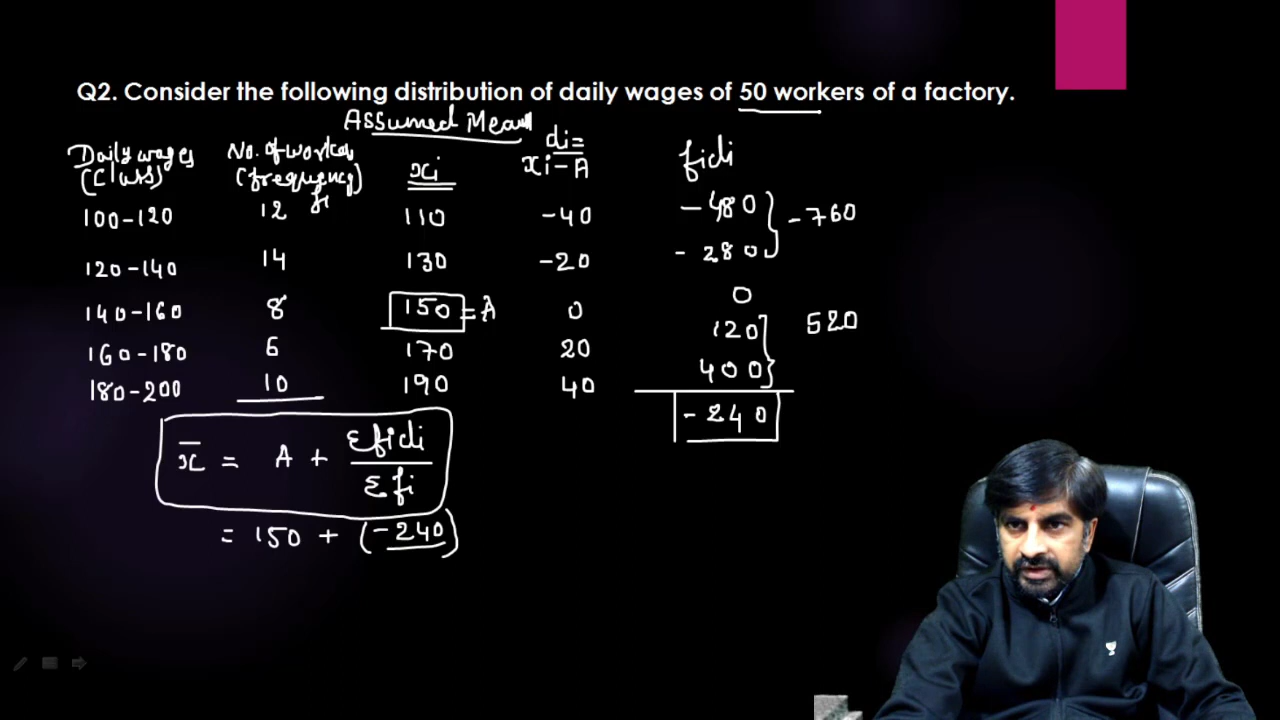 Q2. Consider the following distribution of daily wages of 50 workers of a factory.
Assumed Mean
Daily wages (Class) No. of worker (frequency) fi xi di= xi-A fidi
100-120 12 110 -40 -480
-760
120-140 14 130 -20 -280
140-160 8 150 = A 0 0
160-180 6 170 20 120
520
180-200 10 190 40 400
-240
x̄ = A + Σfidi / Σfi
= 150 + (-240)